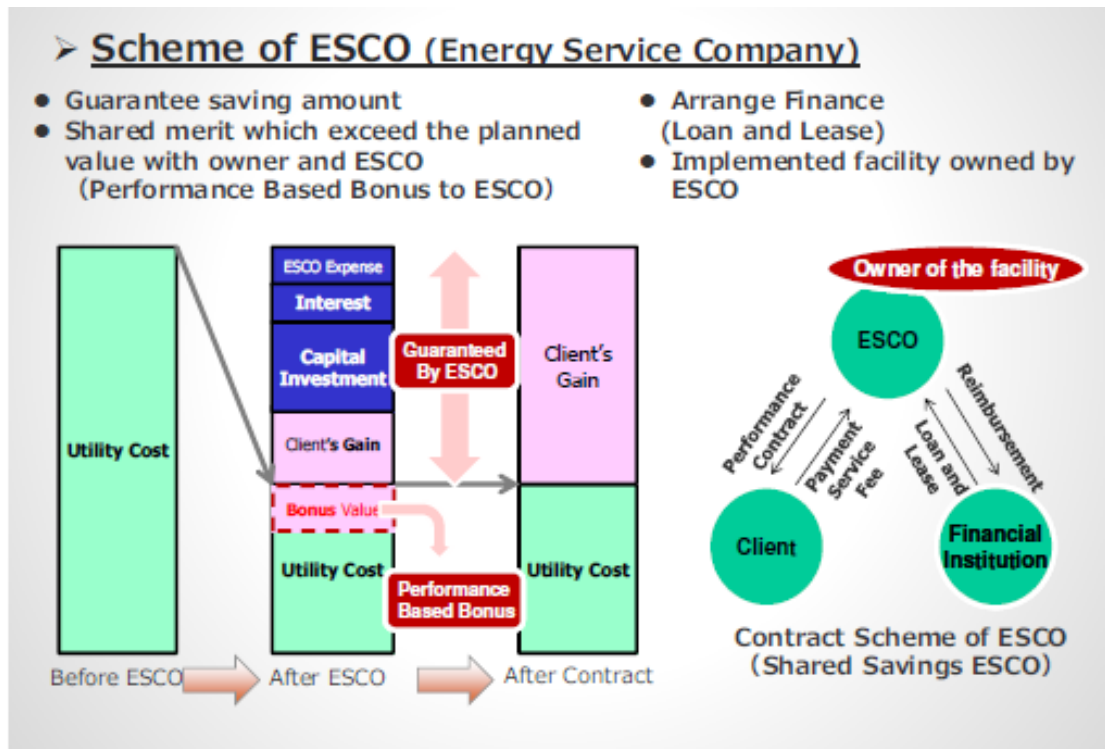 ➤ Scheme of ESCO (Energy Service Company)
● Guarantee saving amount
● Shared merit which exceed the planned
value with owner and ESCO
（Performance Based Bonus to ESCO）
● Arrange Finance
(Loan and Lease)
● Implemented facility owned by
ESCO
Utility Cost
Before ESCO
ESCO Expense
Interest
Capital
Investment
Client's Gain
Bonus Value
Utility Cost
After ESCO
Guaranteed
By ESCO
Performance
Based Bonus
Client's
Gain
Utility Cost
After Contract
Owner of the facility
ESCO
Performance
Contract
Payment
Service
Fee
Loan and
Lease
Reimbursement
Client
Financial
Institution
Contract Scheme of ESCO
（Shared Savings ESCO）